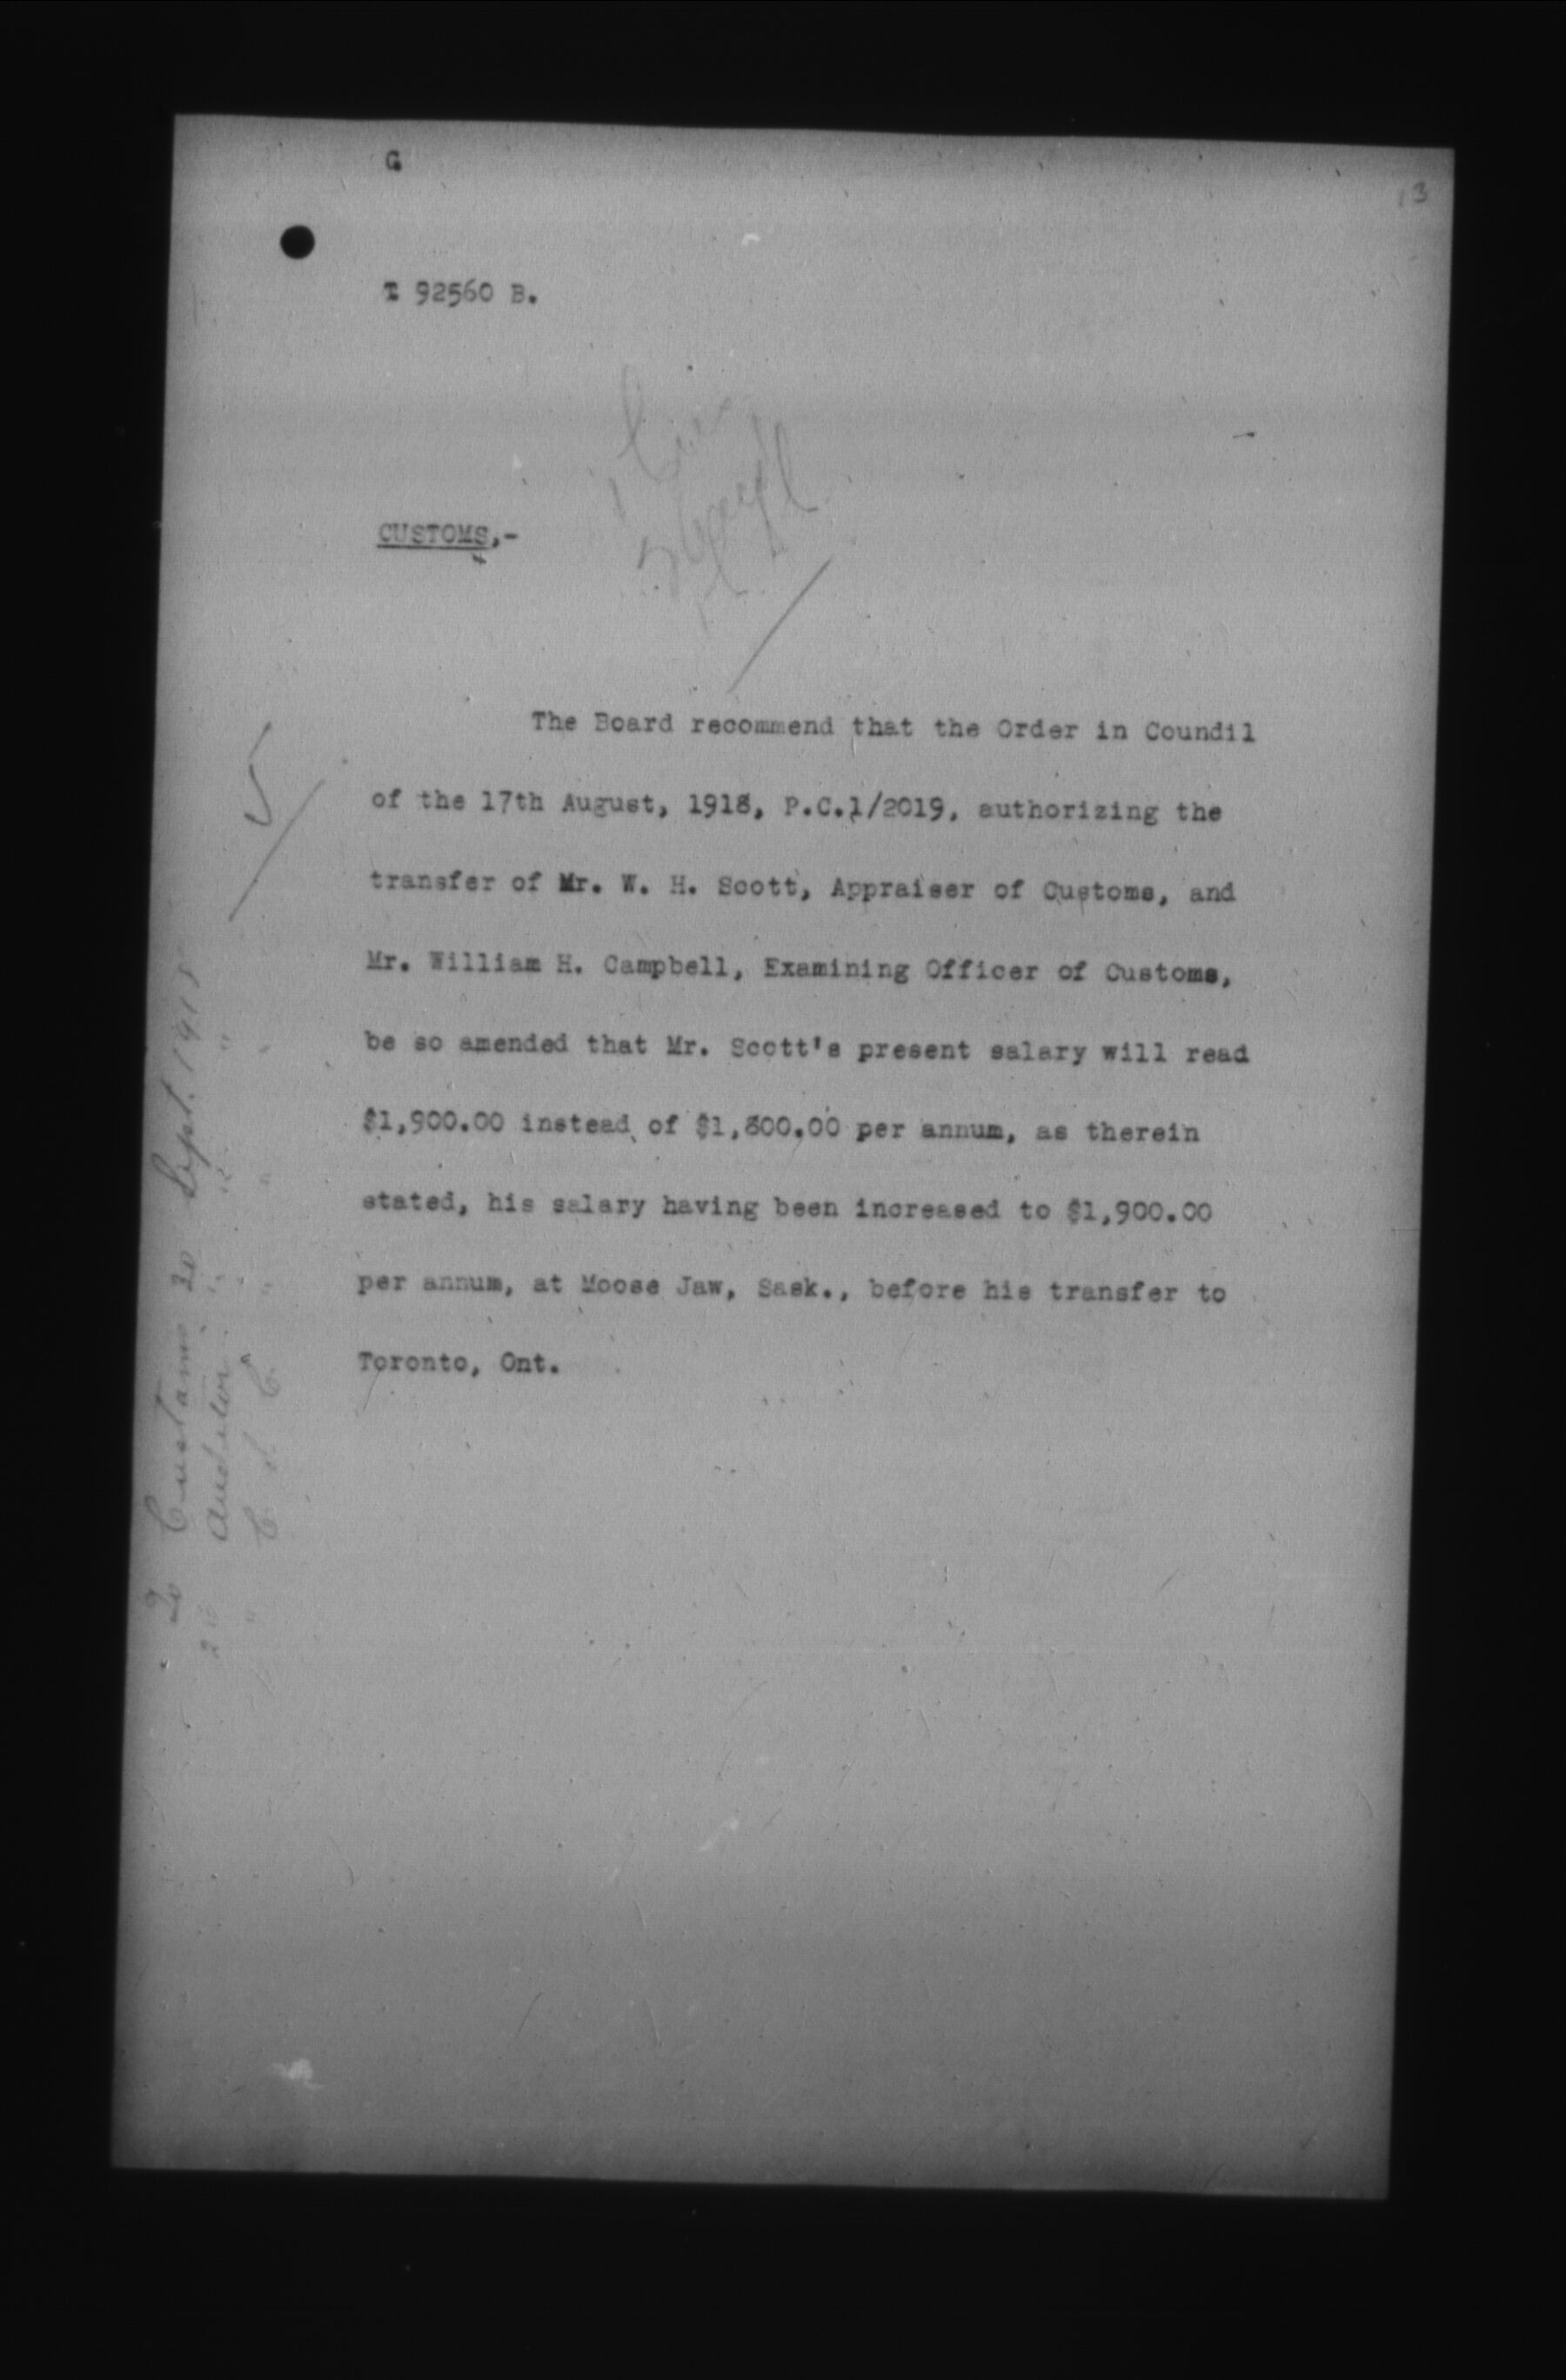 G
13
T 92560 B.
CUSTOMS,-
The Board recommend that the Order in Coundil
of the 17th August, 1918, P.C.1/2019, authorizing the
transfer of Mr. W. H. Scott, Appraiser of Customs, and
Mr. William H. Campbell, Examining Officer of Customs,
be so amended that Mr. Scott's present salary will read
$1,900.00 instead of $1,800.00 per annum, as therein
stated, his salary having been increased to $1,900.00
per annum, at Moose Jaw, Sask., before his transfer to
Toronto, Ont.
Customs 20 Sept. 1918
Auditor " " "
C. S. C. " " "